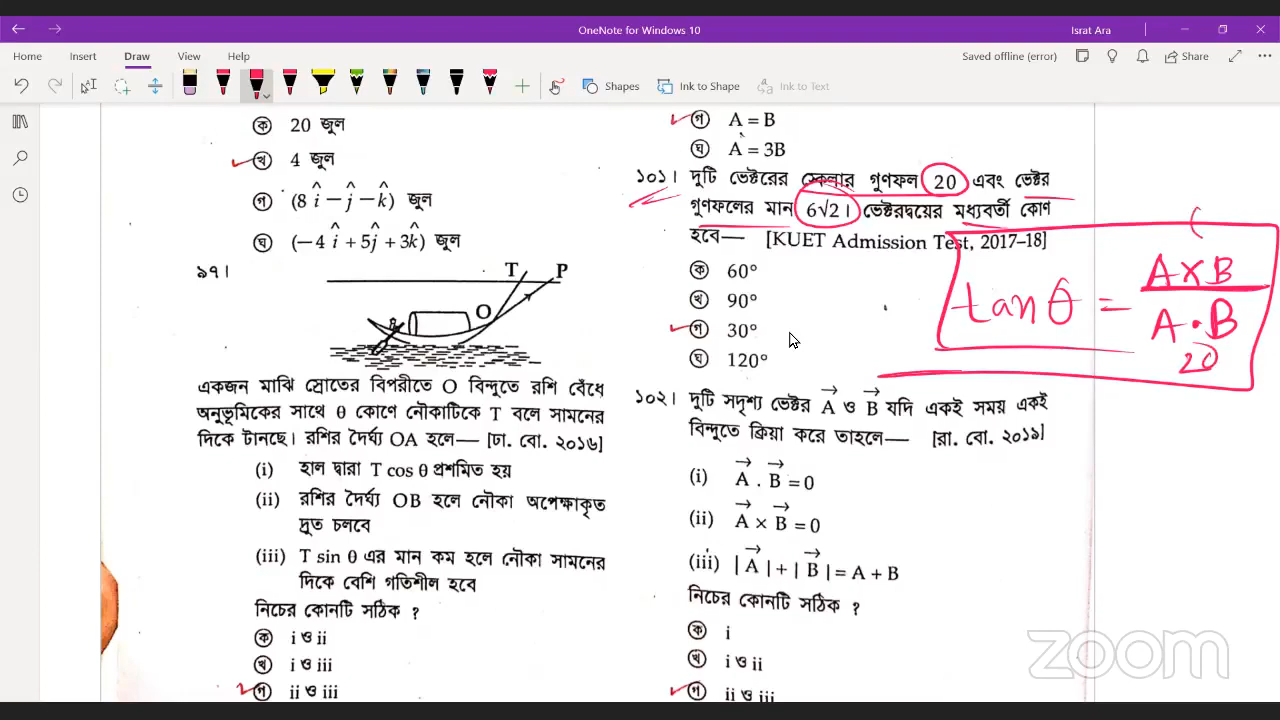 OneNote for Windows 10
Israt Ara
Home Insert Draw View Help
Saved offline (error)
Share
Shapes
Ink to Shape
Ink to Text
ক 20 জুল
খ 4 জুল
গ (8 î – ĵ – k̂) জুল
ঘ (–4 î + 5ĵ + 3k̂) জুল
৯৭।
T P
O
একজন মাঝি স্রোতের বিপরীতে O বিন্দুতে রশি বেঁধে
অনুভূমিকের সাথে θ কোণে নৌকাটিকে T বলে সামনের
দিকে টানছে। রশির দৈর্ঘ্য OA হলে— [ঢা. বো. ২০১৬]
(i) হাল দ্বারা T cos θ প্রশমিত হয়
(ii) রশির দৈর্ঘ্য OB হলে নৌকা অপেক্ষাকৃত
দ্রুত চলবে
(iii) T sin θ এর মান কম হলে নৌকা সামনের
দিকে বেশি গতিশীল হবে
নিচের কোনটি সঠিক ?
ক i ও ii
খ i ও iii
গ ii ও iii
গ A = B
ঘ A = 3B
১০১। দুটি ভেক্টরের স্কেলার গুণফল 20 এবং ভেক্টর
গুণফলের মান 6√2। ভেক্টরদ্বয়ের মধ্যবর্তী কোণ
হবে— [KUET Admission Test, 2017–18]
ক 60°
খ 90°
গ 30°
ঘ 120°
tan θ = A×B / A·B
20
১০২। দুটি সদৃশ্য ভেক্টর A⃗ ও B⃗ যদি একই সময় একই
বিন্দুতে ক্রিয়া করে তাহলে— [রা. বো. ২০১৯]
(i) A⃗ . B⃗ = 0
(ii) A⃗ × B⃗ = 0
(iii) | A⃗ | + | B⃗ | = A + B
নিচের কোনটি সঠিক ?
ক i
খ i ও ii
গ ii ও iii
zoom